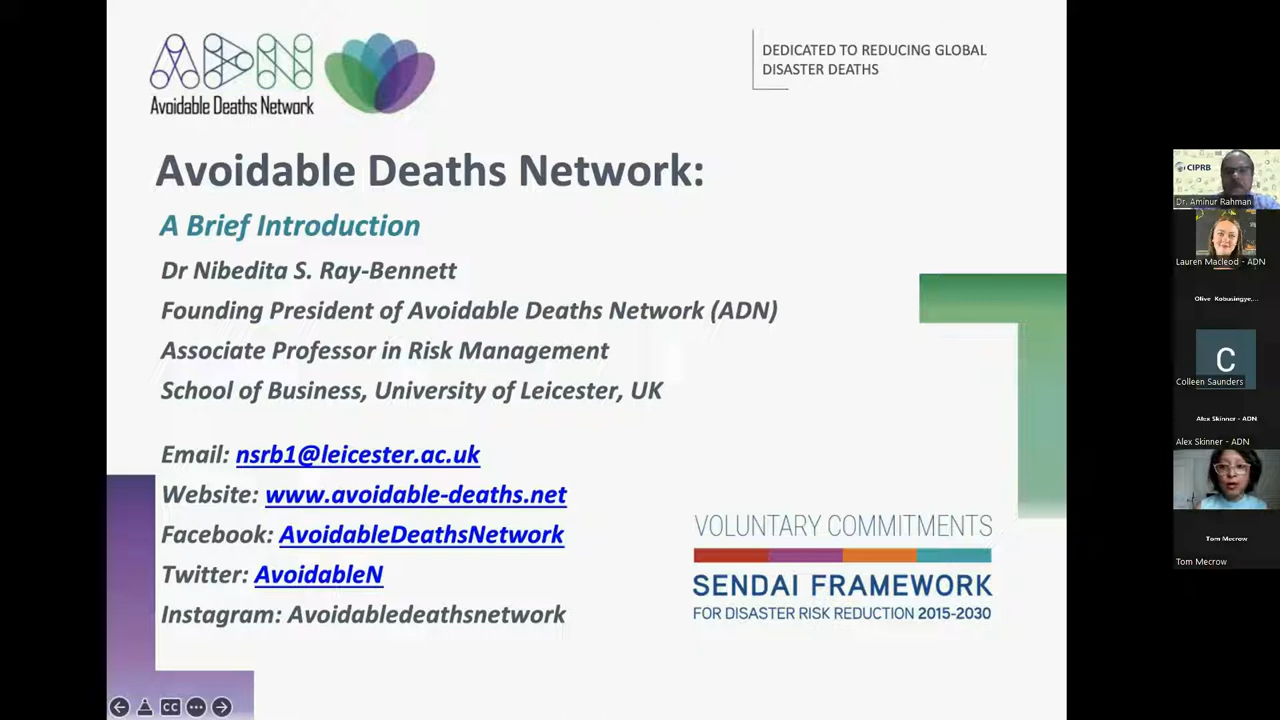 ADN
Avoidable Deaths Network
DEDICATED TO REDUCING GLOBAL
DISASTER DEATHS
Avoidable Deaths Network:
A Brief Introduction
Dr Nibedita S. Ray-Bennett
Founding President of Avoidable Deaths Network (ADN)
Associate Professor in Risk Management
School of Business, University of Leicester, UK
Email: nsrb1@leicester.ac.uk
Website: www.avoidable-deaths.net
Facebook: AvoidableDeathsNetwork
Twitter: AvoidableN
Instagram: Avoidabledeathsnetwork
VOLUNTARY COMMITMENTS
SENDAI FRAMEWORK
FOR DISASTER RISK REDUCTION 2015-2030
CC
CIPRB
Dr. Aminur Rahman
Lauren Macleod - ADN
Olive Kobusingye,...
C
Colleen Saunders
Alex Skinner - ADN
Alex Skinner - ADN
Tom Mecrow
Tom Mecrow